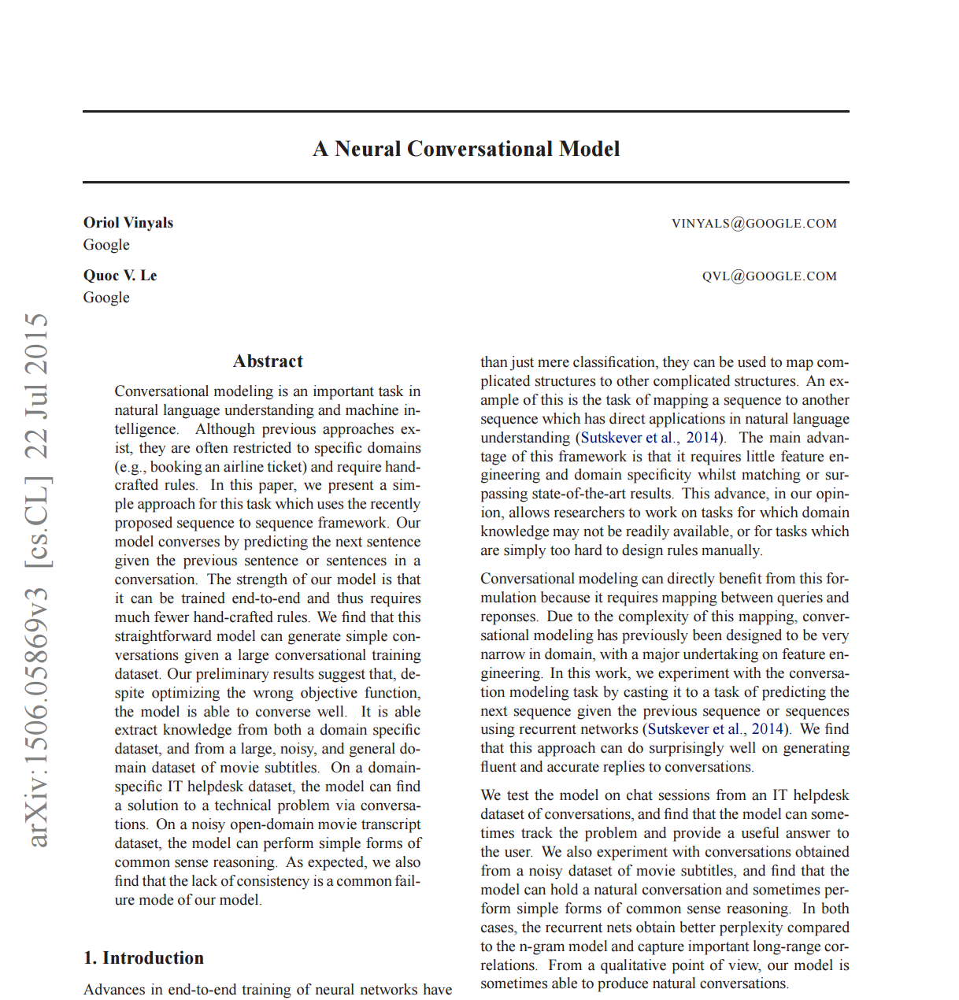 A Neural Conversational Model
Oriol Vinyals
VINYALS@GOOGLE.COM
Google
Quoc V. Le
QVL@GOOGLE.COM
Google
arXiv:1506.05869v3 [cs.CL] 22 Jul 2015
Abstract
Conversational modeling is an important task in
natural language understanding and machine in-
telligence. Although previous approaches ex-
ist, they are often restricted to specific domains
(e.g., booking an airline ticket) and require hand-
crafted rules. In this paper, we present a sim-
ple approach for this task which uses the recently
proposed sequence to sequence framework. Our
model converses by predicting the next sentence
given the previous sentence or sentences in a
conversation. The strength of our model is that
it can be trained end-to-end and thus requires
much fewer hand-crafted rules. We find that this
straightforward model can generate simple con-
versations given a large conversational training
dataset. Our preliminary results suggest that, de-
spite optimizing the wrong objective function,
the model is able to converse well. It is able
extract knowledge from both a domain specific
dataset, and from a large, noisy, and general do-
main dataset of movie subtitles. On a domain-
specific IT helpdesk dataset, the model can find
a solution to a technical problem via conversa-
tions. On a noisy open-domain movie transcript
dataset, the model can perform simple forms of
common sense reasoning. As expected, we also
find that the lack of consistency is a common fail-
ure mode of our model.
1. Introduction
Advances in end-to-end training of neural networks have
than just mere classification, they can be used to map com-
plicated structures to other complicated structures. An ex-
ample of this is the task of mapping a sequence to another
sequence which has direct applications in natural language
understanding (Sutskever et al., 2014). The main advan-
tage of this framework is that it requires little feature en-
gineering and domain specificity whilst matching or sur-
passing state-of-the-art results. This advance, in our opin-
ion, allows researchers to work on tasks for which domain
knowledge may not be readily available, or for tasks which
are simply too hard to design rules manually.
Conversational modeling can directly benefit from this for-
mulation because it requires mapping between queries and
reponses. Due to the complexity of this mapping, conver-
sational modeling has previously been designed to be very
narrow in domain, with a major undertaking on feature en-
gineering. In this work, we experiment with the conversa-
tion modeling task by casting it to a task of predicting the
next sequence given the previous sequence or sequences
using recurrent networks (Sutskever et al., 2014). We find
that this approach can do surprisingly well on generating
fluent and accurate replies to conversations.
We test the model on chat sessions from an IT helpdesk
dataset of conversations, and find that the model can some-
times track the problem and provide a useful answer to
the user. We also experiment with conversations obtained
from a noisy dataset of movie subtitles, and find that the
model can hold a natural conversation and sometimes per-
form simple forms of common sense reasoning. In both
cases, the recurrent nets obtain better perplexity compared
to the n-gram model and capture important long-range cor-
relations. From a qualitative point of view, our model is
sometimes able to produce natural conversations.